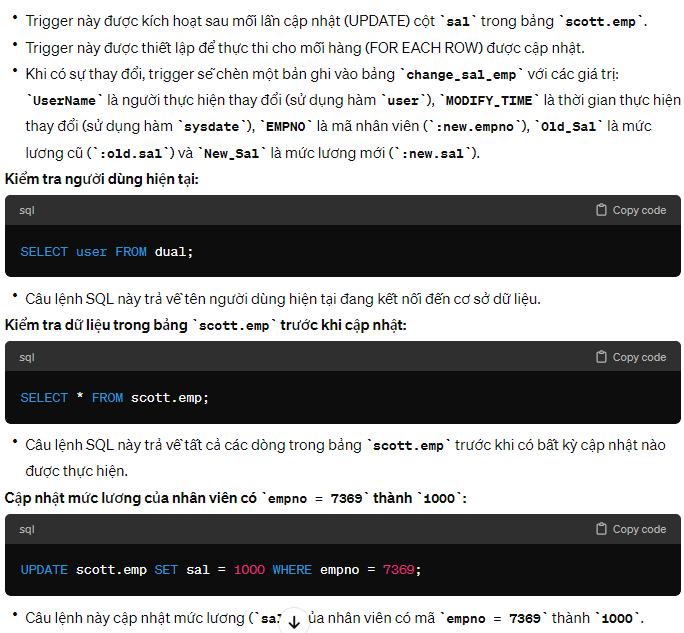 • Trigger này được kích hoạt sau mỗi lần cập nhật (UPDATE) cột `sal` trong bảng `scott.emp`.
• Trigger này được thiết lập để thực thi cho mỗi hàng (FOR EACH ROW) được cập nhật.
• Khi có sự thay đổi, trigger sẽ chèn một bản ghi vào bảng `change_sal_emp` với các giá trị:
`UserName` là người thực hiện thay đổi (sử dụng hàm `user`), `MODIFY_TIME` là thời gian thực hiện
thay đổi (sử dụng hàm `sysdate`), `EMPNO` là mã nhân viên (`:new.empno`), `Old_Sal` là mức
lương cũ (`:old.sal`) và `New_Sal` là mức lương mới (`:new.sal`).
Kiểm tra người dùng hiện tại:
sql Copy code
SELECT user FROM dual;
• Câu lệnh SQL này trả về tên người dùng hiện tại đang kết nối đến cơ sở dữ liệu.
Kiểm tra dữ liệu trong bảng `scott.emp` trước khi cập nhật:
sql Copy code
SELECT * FROM scott.emp;
• Câu lệnh SQL này trả về tất cả các dòng trong bảng `scott.emp` trước khi có bất kỳ cập nhật nào
được thực hiện.
Cập nhật mức lương của nhân viên có `empno = 7369` thành `1000`:
sql Copy code
UPDATE scott.emp SET sal = 1000 WHERE empno = 7369;
• Câu lệnh này cập nhật mức lương (`sa ủa nhân viên có mã `empno = 7369` thành `1000`.